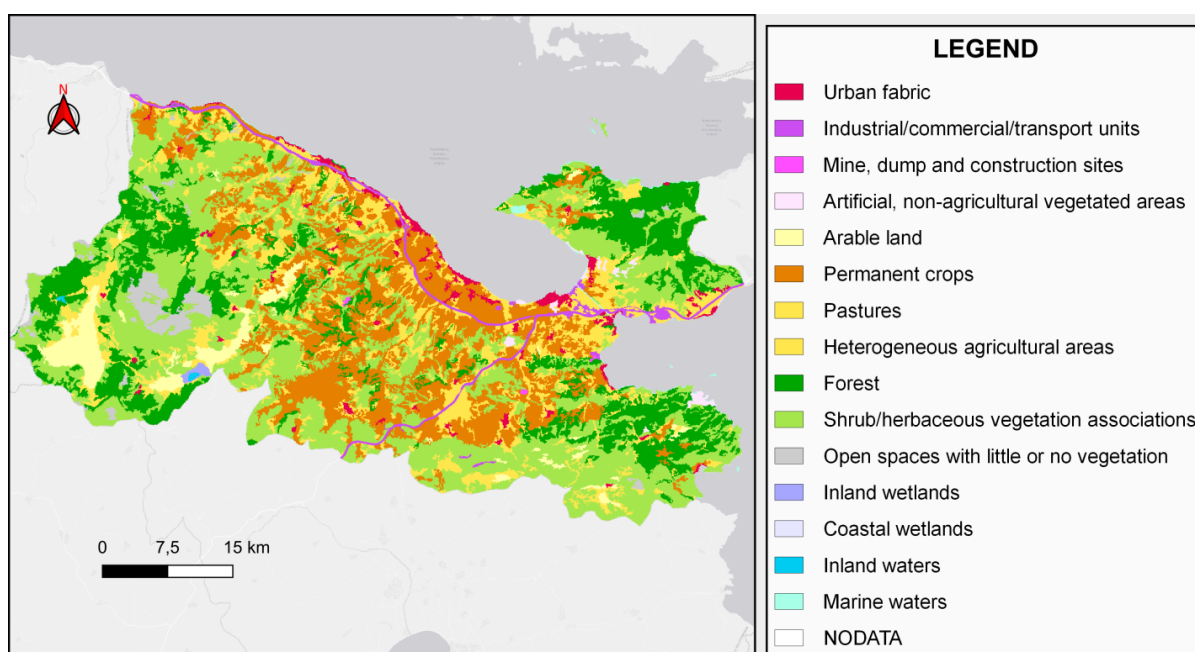 N
0 7,5 15 km
LEGEND
Urban fabric
Industrial/commercial/transport units
Mine, dump and construction sites
Artificial, non-agricultural vegetated areas
Arable land
Permanent crops
Pastures
Heterogeneous agricultural areas
Forest
Shrub/herbaceous vegetation associations
Open spaces with little or no vegetation
Inland wetlands
Coastal wetlands
Inland waters
Marine waters
NODATA